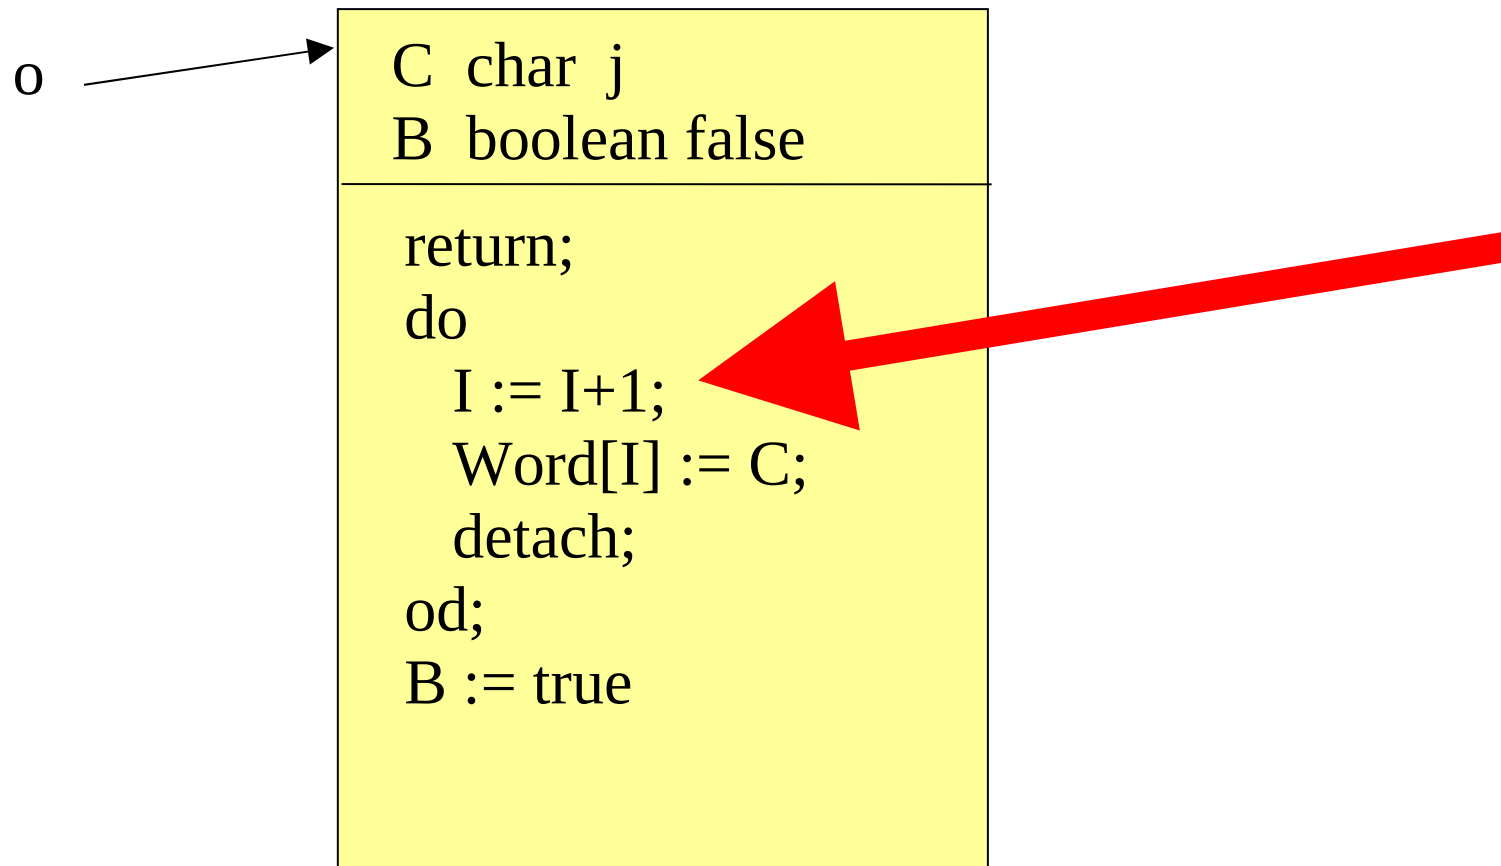 o
C char j
B boolean false
return;
do
I := I+1;
Word[I] := C;
detach;
od;
B := true